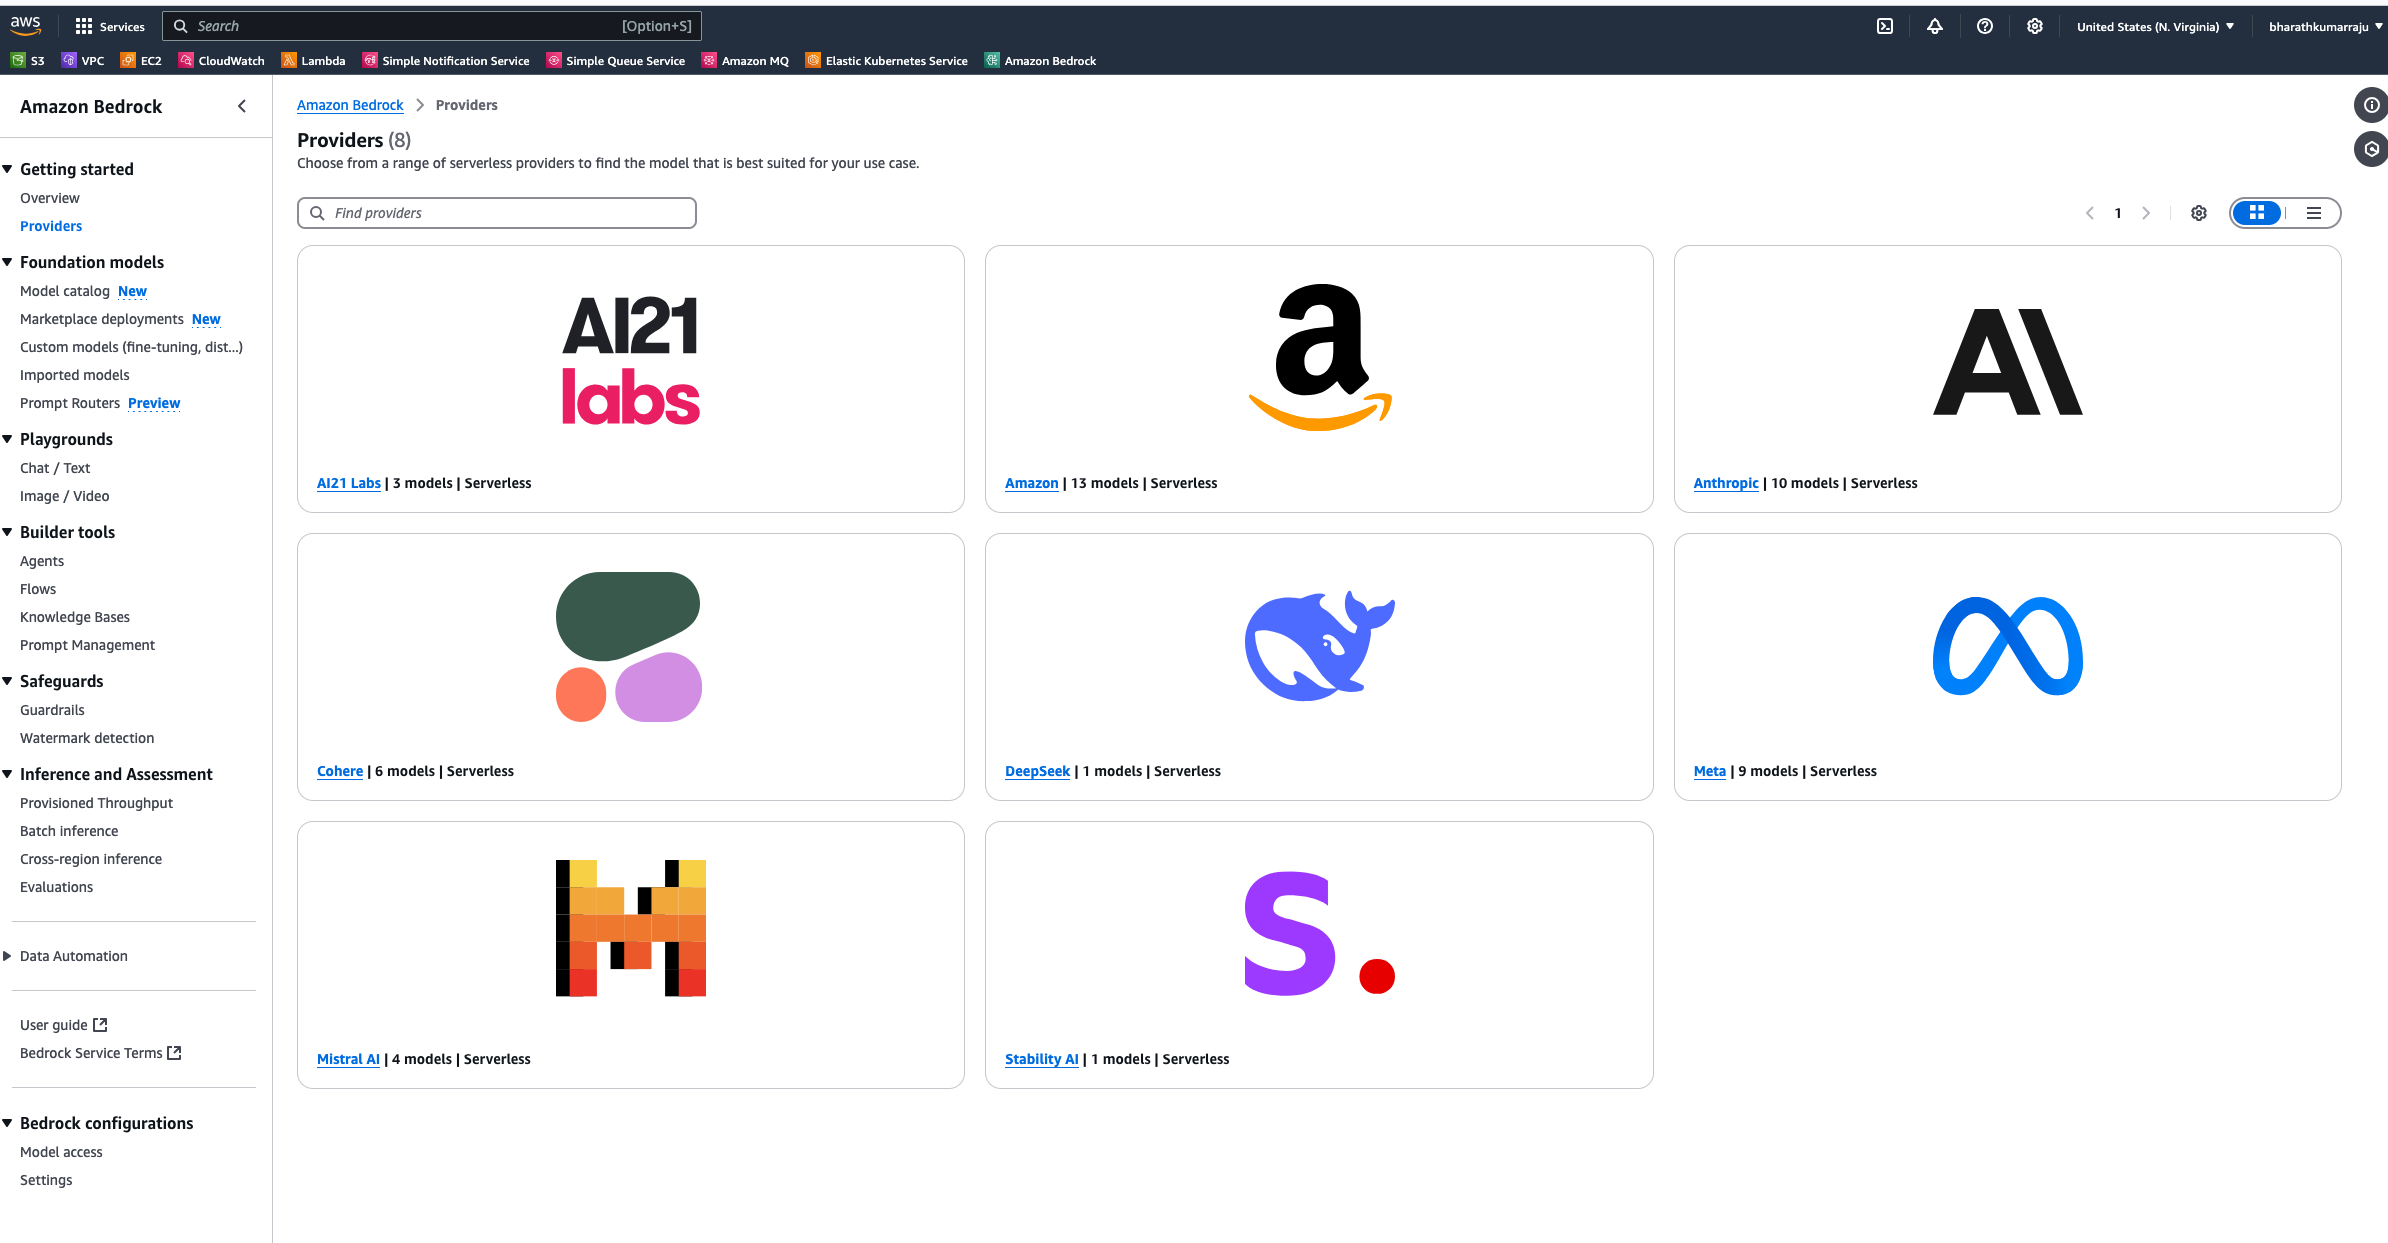 aws Services Search [Option+S] United States (N. Virginia) bharathkumarraju
S3 VPC EC2 CloudWatch Lambda Simple Notification Service Simple Queue Service Amazon MQ Elastic Kubernetes Service Amazon Bedrock
Amazon Bedrock
Getting started
Overview
Providers
Foundation models
Model catalog New
Marketplace deployments New
Custom models (fine-tuning, dist...)
Imported models
Prompt Routers Preview
Playgrounds
Chat / Text
Image / Video
Builder tools
Agents
Flows
Knowledge Bases
Prompt Management
Safeguards
Guardrails
Watermark detection
Inference and Assessment
Provisioned Throughput
Batch inference
Cross-region inference
Evaluations
Data Automation
User guide
Bedrock Service Terms
Bedrock configurations
Model access
Settings
Amazon Bedrock > Providers
Providers (8)
Choose from a range of serverless providers to find the model that is best suited for your use case.
Find providers
1
AI21
labs
AI21 Labs | 3 models | Serverless
a
Amazon | 13 models | Serverless
A\
Anthropic | 10 models | Serverless
Cohere | 6 models | Serverless
DeepSeek | 1 models | Serverless
Meta | 9 models | Serverless
Mistral AI | 4 models | Serverless
S.
Stability AI | 1 models | Serverless